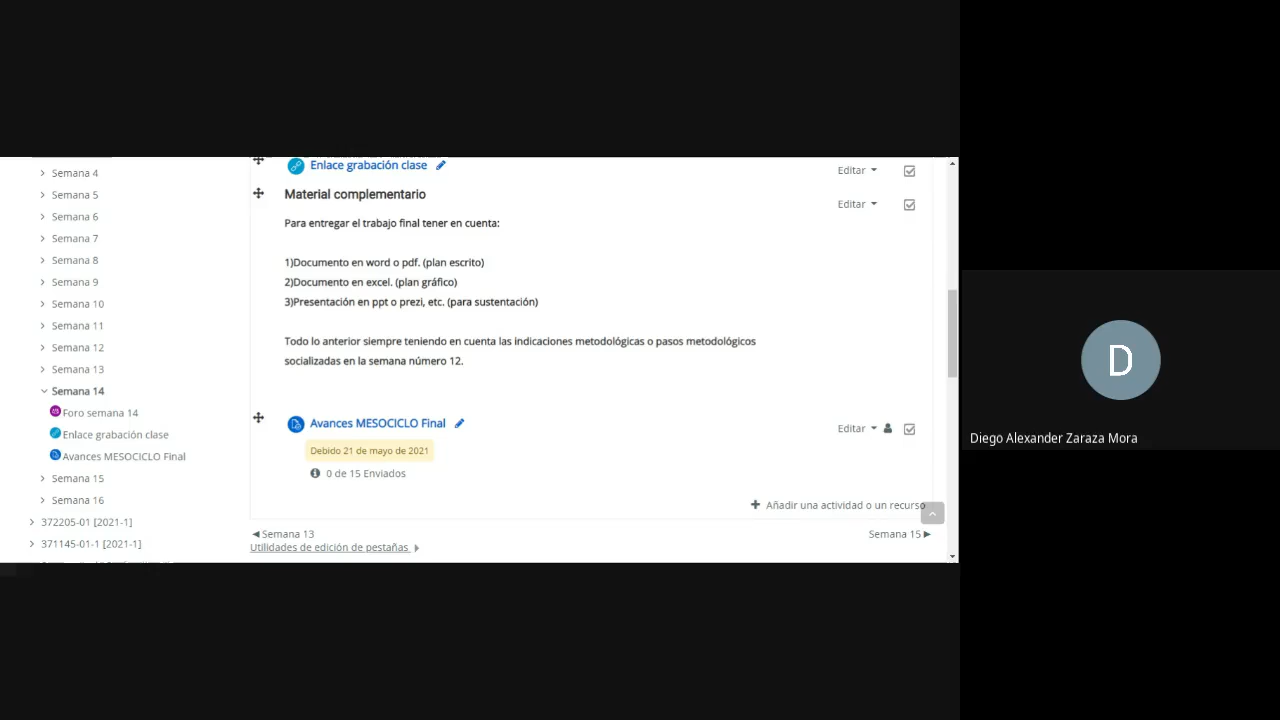 Semana 4
Semana 5
Semana 6
Semana 7
Semana 8
Semana 9
Semana 10
Semana 11
Semana 12
Semana 13
Semana 14
Foro semana 14
Enlace grabación clase
Avances MESOCICLO Final
Semana 15
Semana 16
372205-01 [2021-1]
371145-01-1 [2021-1]
Enlace grabación clase
Editar
Material complementario
Editar
Para entregar el trabajo final tener en cuenta:
1)Documento en word o pdf. (plan escrito)
2)Documento en excel. (plan gráfico)
3)Presentación en ppt o prezi, etc. (para sustentación)
Todo lo anterior siempre teniendo en cuenta las indicaciones metodológicas o pasos metodológicos
socializadas en la semana número 12.
Avances MESOCICLO Final
Editar
Debido 21 de mayo de 2021
0 de 15 Enviados
Añadir una actividad o un recurso
◀ Semana 13
Semana 15 ▶
Utilidades de edición de pestañas
D
Diego Alexander Zaraza Mora